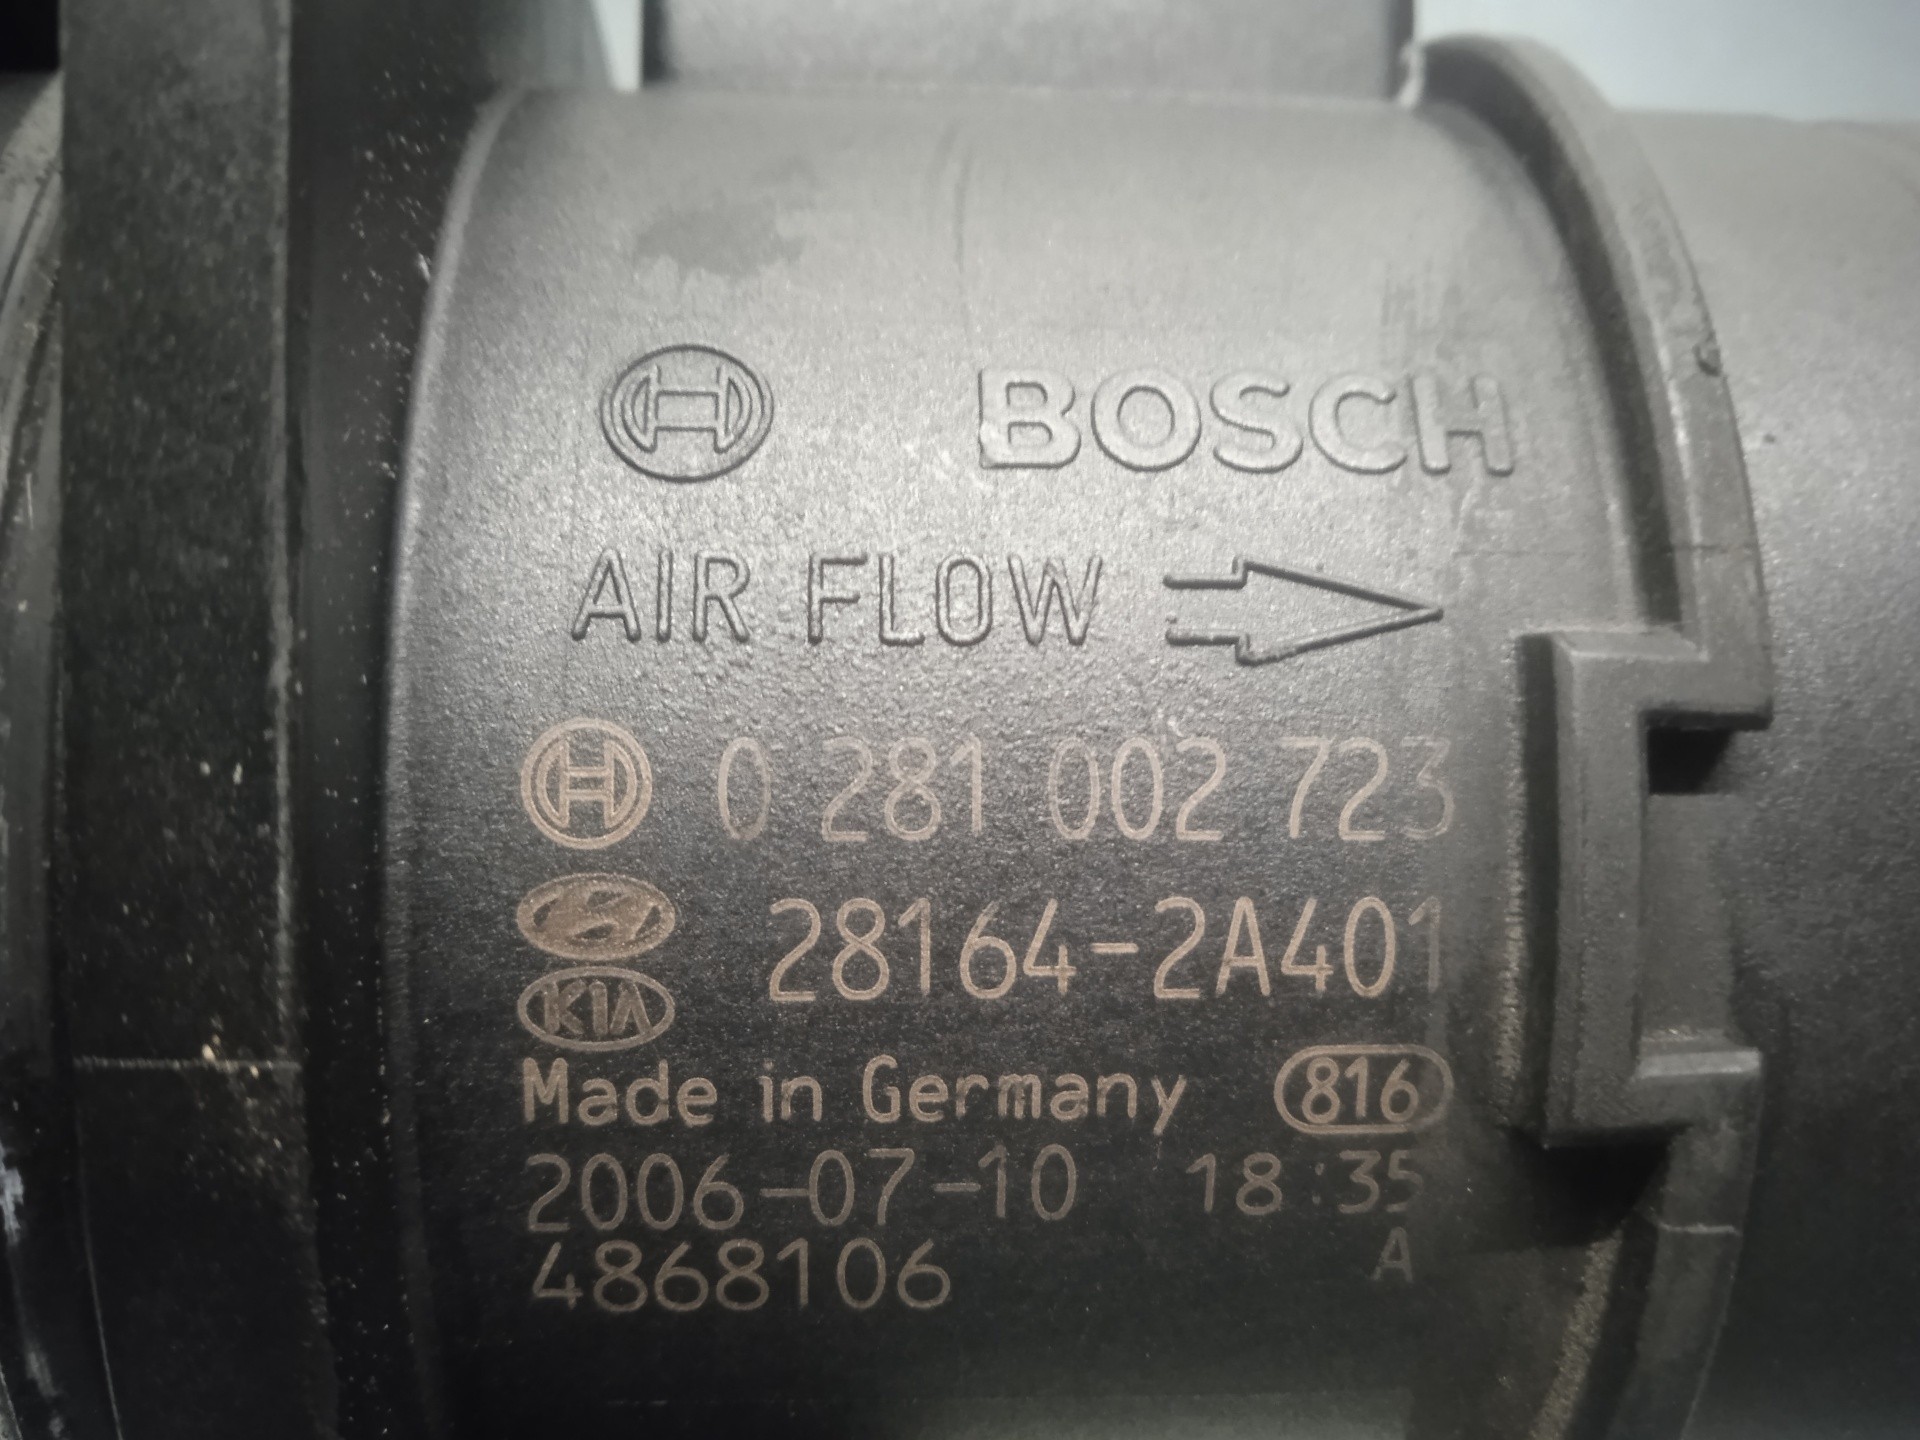 BOSCH
AIR FLOW
0 281 002 723
28164-2A401
KIA
Made in Germany 816
2006-07-10 18:35
4868106 A